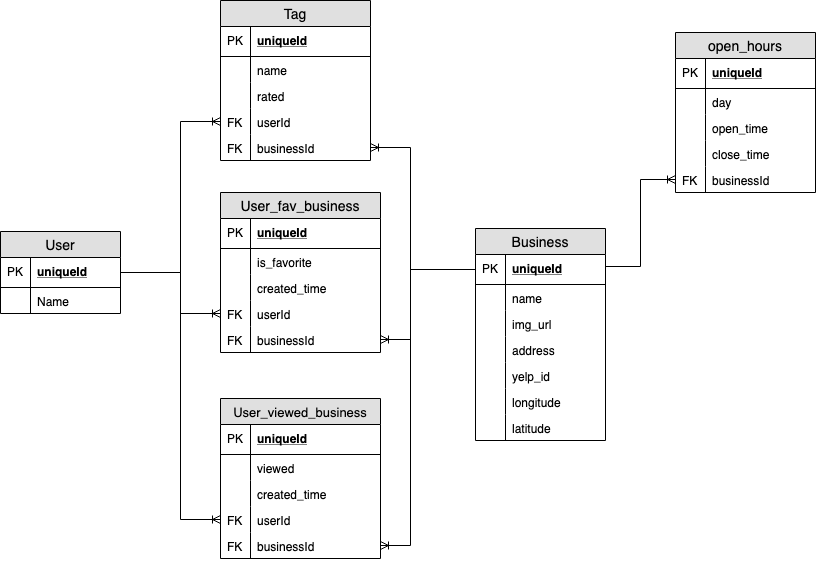 Tag
PK uniqueId
name
rated
FK userId
FK businessId
open_hours
PK uniqueId
day
open_time
close_time
FK businessId
User_fav_business
PK uniqueId
is_favorite
created_time
FK userId
FK businessId
User
PK uniqueId
Name
Business
PK uniqueId
name
img_url
address
yelp_id
longitude
latitude
User_viewed_business
PK uniqueId
viewed
created_time
FK userId
FK businessId